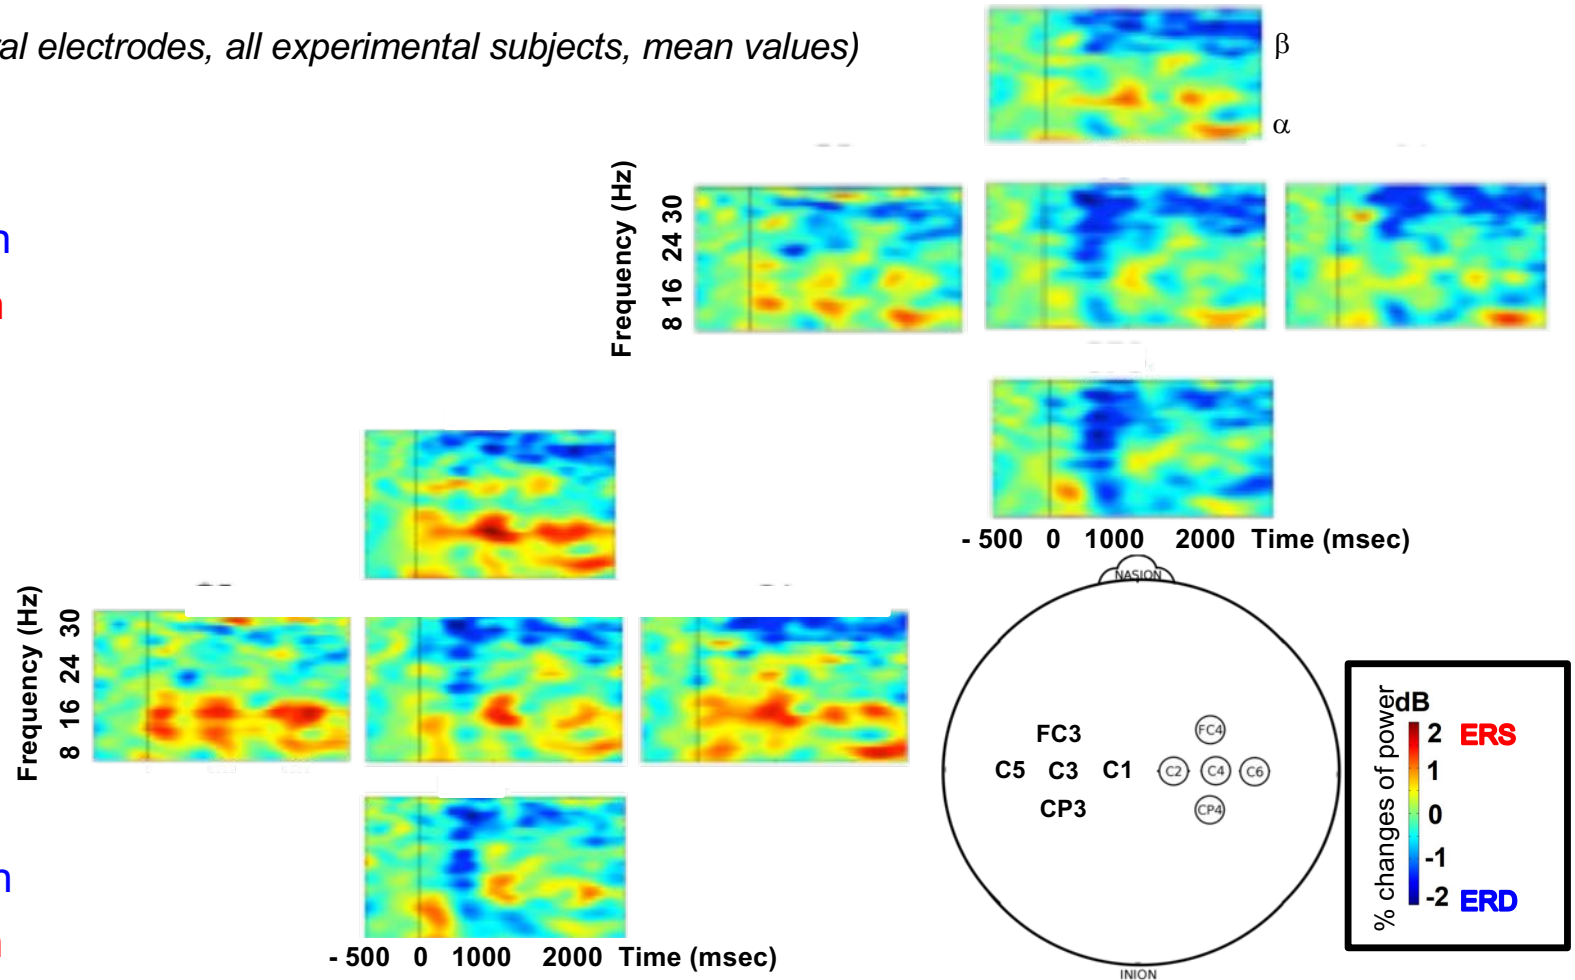 al electrodes, all experimental subjects, mean values)
β
α
Frequency (Hz)
30
24
16
8
n
n
- 500 0 1000 2000 Time (msec)
Frequency (Hz)
30
24
16
8
NASION
FC3 FC4
C5 C3 C1 C2 C4 C6
CP3 CP4
INION
% changes of power
dB
2 ERS
1
0
-1
-2 ERD
n
- 500 0 1000 2000 Time (msec)